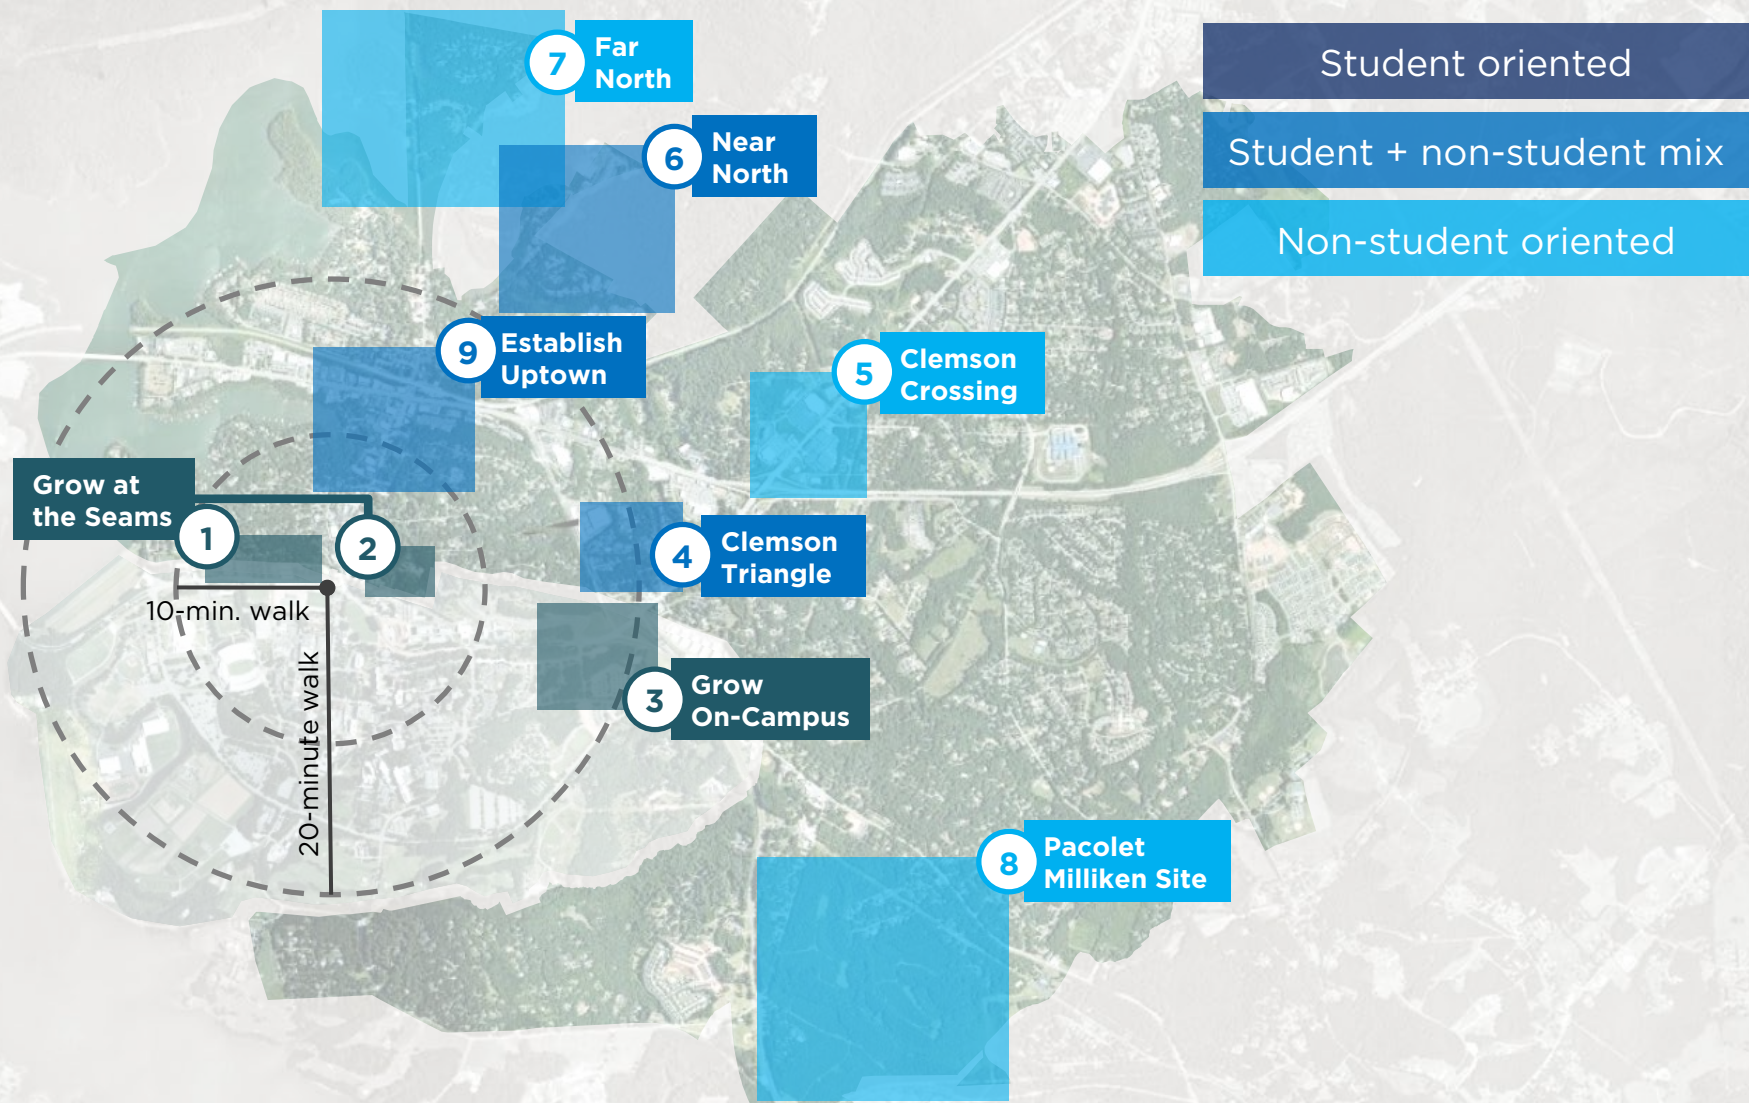 7
Far
North
6
Near
North
Student oriented
Student + non-student mix
Non-student oriented
9
Establish
Uptown
5
Clemson
Crossing
Grow at
the Seams
1
2
4
Clemson
Triangle
10-min. walk
20-minute walk
3
Grow
On-Campus
8
Pacolet
Milliken Site